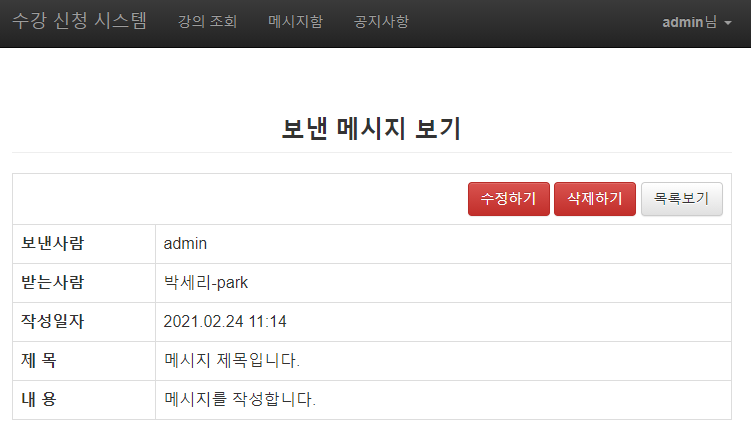 수강 신청 시스템 강의 조회 메시지함 공지사항 admin님
보낸 메시지 보기
수정하기 삭제하기 목록보기
보낸사람 admin
받는사람 박세리-park
작성일자 2021.02.24 11:14
제 목 메시지 제목입니다.
내 용 메시지를 작성합니다.